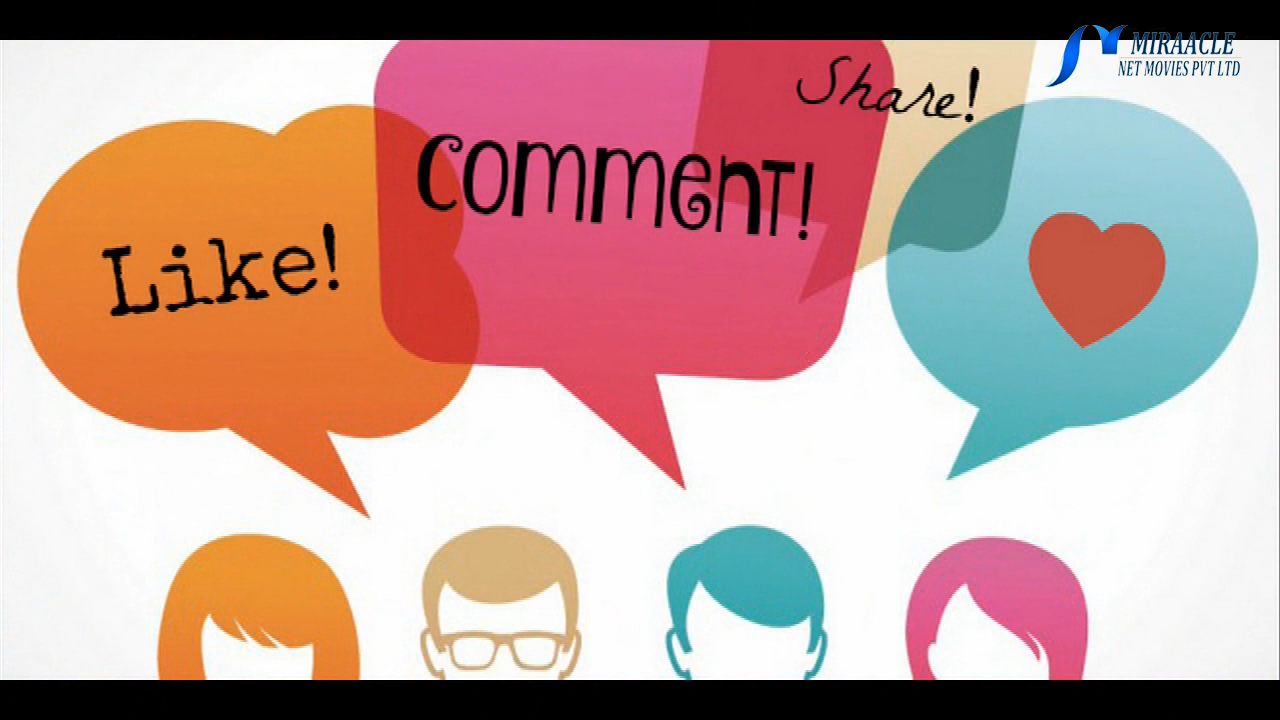 MIRAACLE
NET MOVIES PVT LTD
Share!
Comment!
Like!